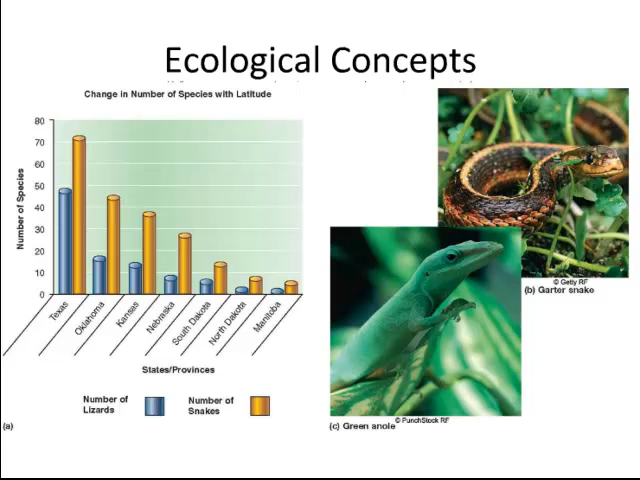 Ecological Concepts
Change in Number of Species with Latitude
80
70
60
50
40
30
20
10
0
Number of Species
Texas
Oklahoma
Kansas
Nebraska
South Dakota
North Dakota
Manitoba
States/Provinces
Number of
Lizards
Number of
Snakes
(a)
© Getty RF
(b) Garter snake
© PunchStock RF
(c) Green anole